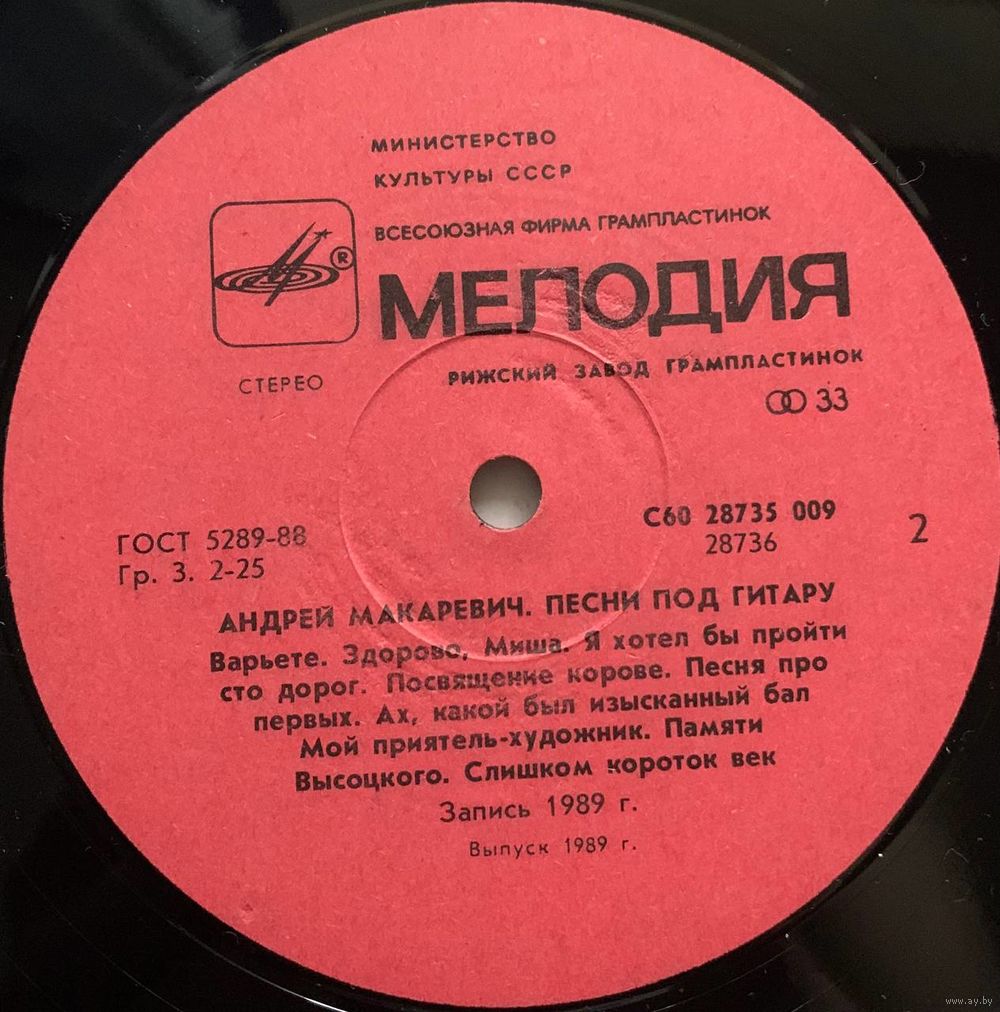 МИНИСТЕРСТВО
КУЛЬТУРЫ СССР
ВСЕСОЮЗНАЯ ФИРМА ГРАМПЛАСТИНОК
®
МЕЛОДИЯ
СТЕРЕО
РИЖСКИЙ ЗАВОД ГРАМПЛАСТИНОК
33
ГОСТ 5289-88
Гр. 3. 2-25
С60 28735 009
28736
2
АНДРЕЙ МАКАРЕВИЧ. ПЕСНИ ПОД ГИТАРУ
Варьете. Здорово, Миша. Я хотел бы пройти
сто дорог. Посвящение корове. Песня про
первых. Ах, какой был изысканный бал
Мой приятель-художник. Памяти
Высоцкого. Слишком короток век
Запись 1989 г.
Выпуск 1989 г.
www.ay.by